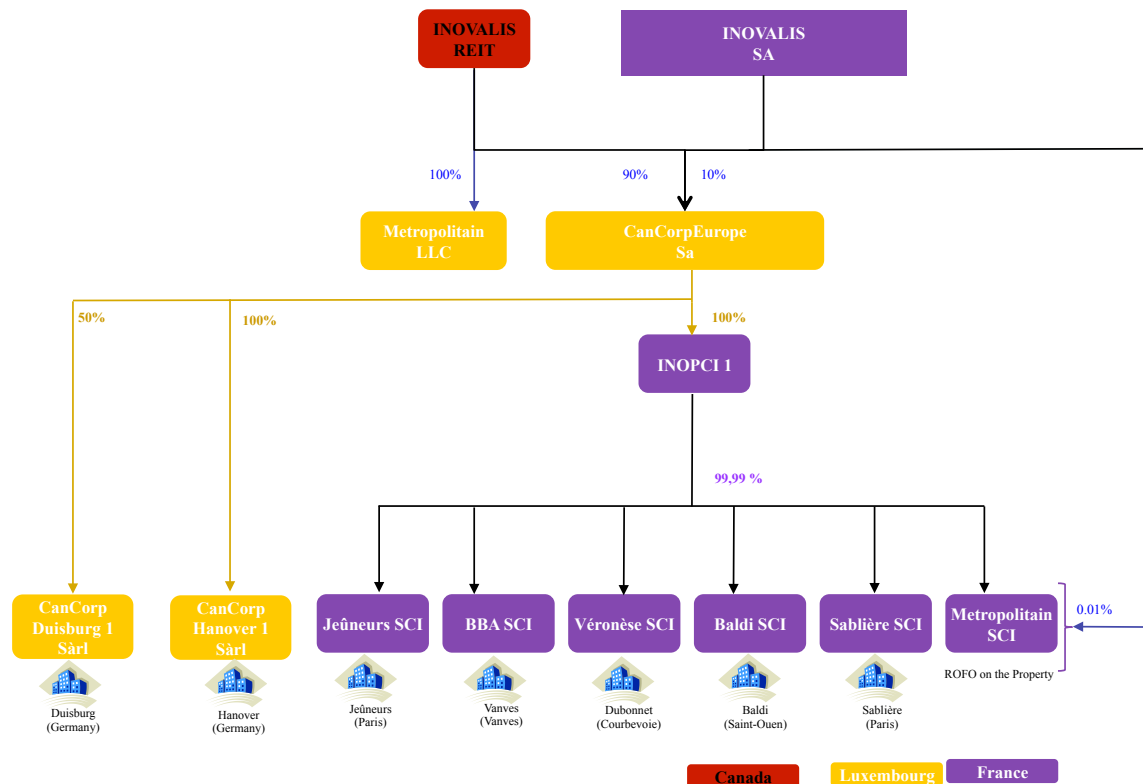 INOVALIS
REIT
INOVALIS
SA
100%
90%
10%
Metropolitain
LLC
CanCorpEurope
Sa
50%
100%
100%
INOPCI 1
99,99 %
CanCorp
Duisburg 1
Sàrl
CanCorp
Hanover 1
Sàrl
Jeûneurs SCI
BBA SCI
Véronèse SCI
Baldi SCI
Sablière SCI
Metropolitain
SCI
0.01%
ROFO on the Property
Duisburg
(Germany)
Hanover
(Germany)
Jeûneurs
(Paris)
Vanves
(Vanves)
Dubonnet
(Courbevoie)
Baldi
(Saint-Ouen)
Sablière
(Paris)
Canada
Luxembourg
France